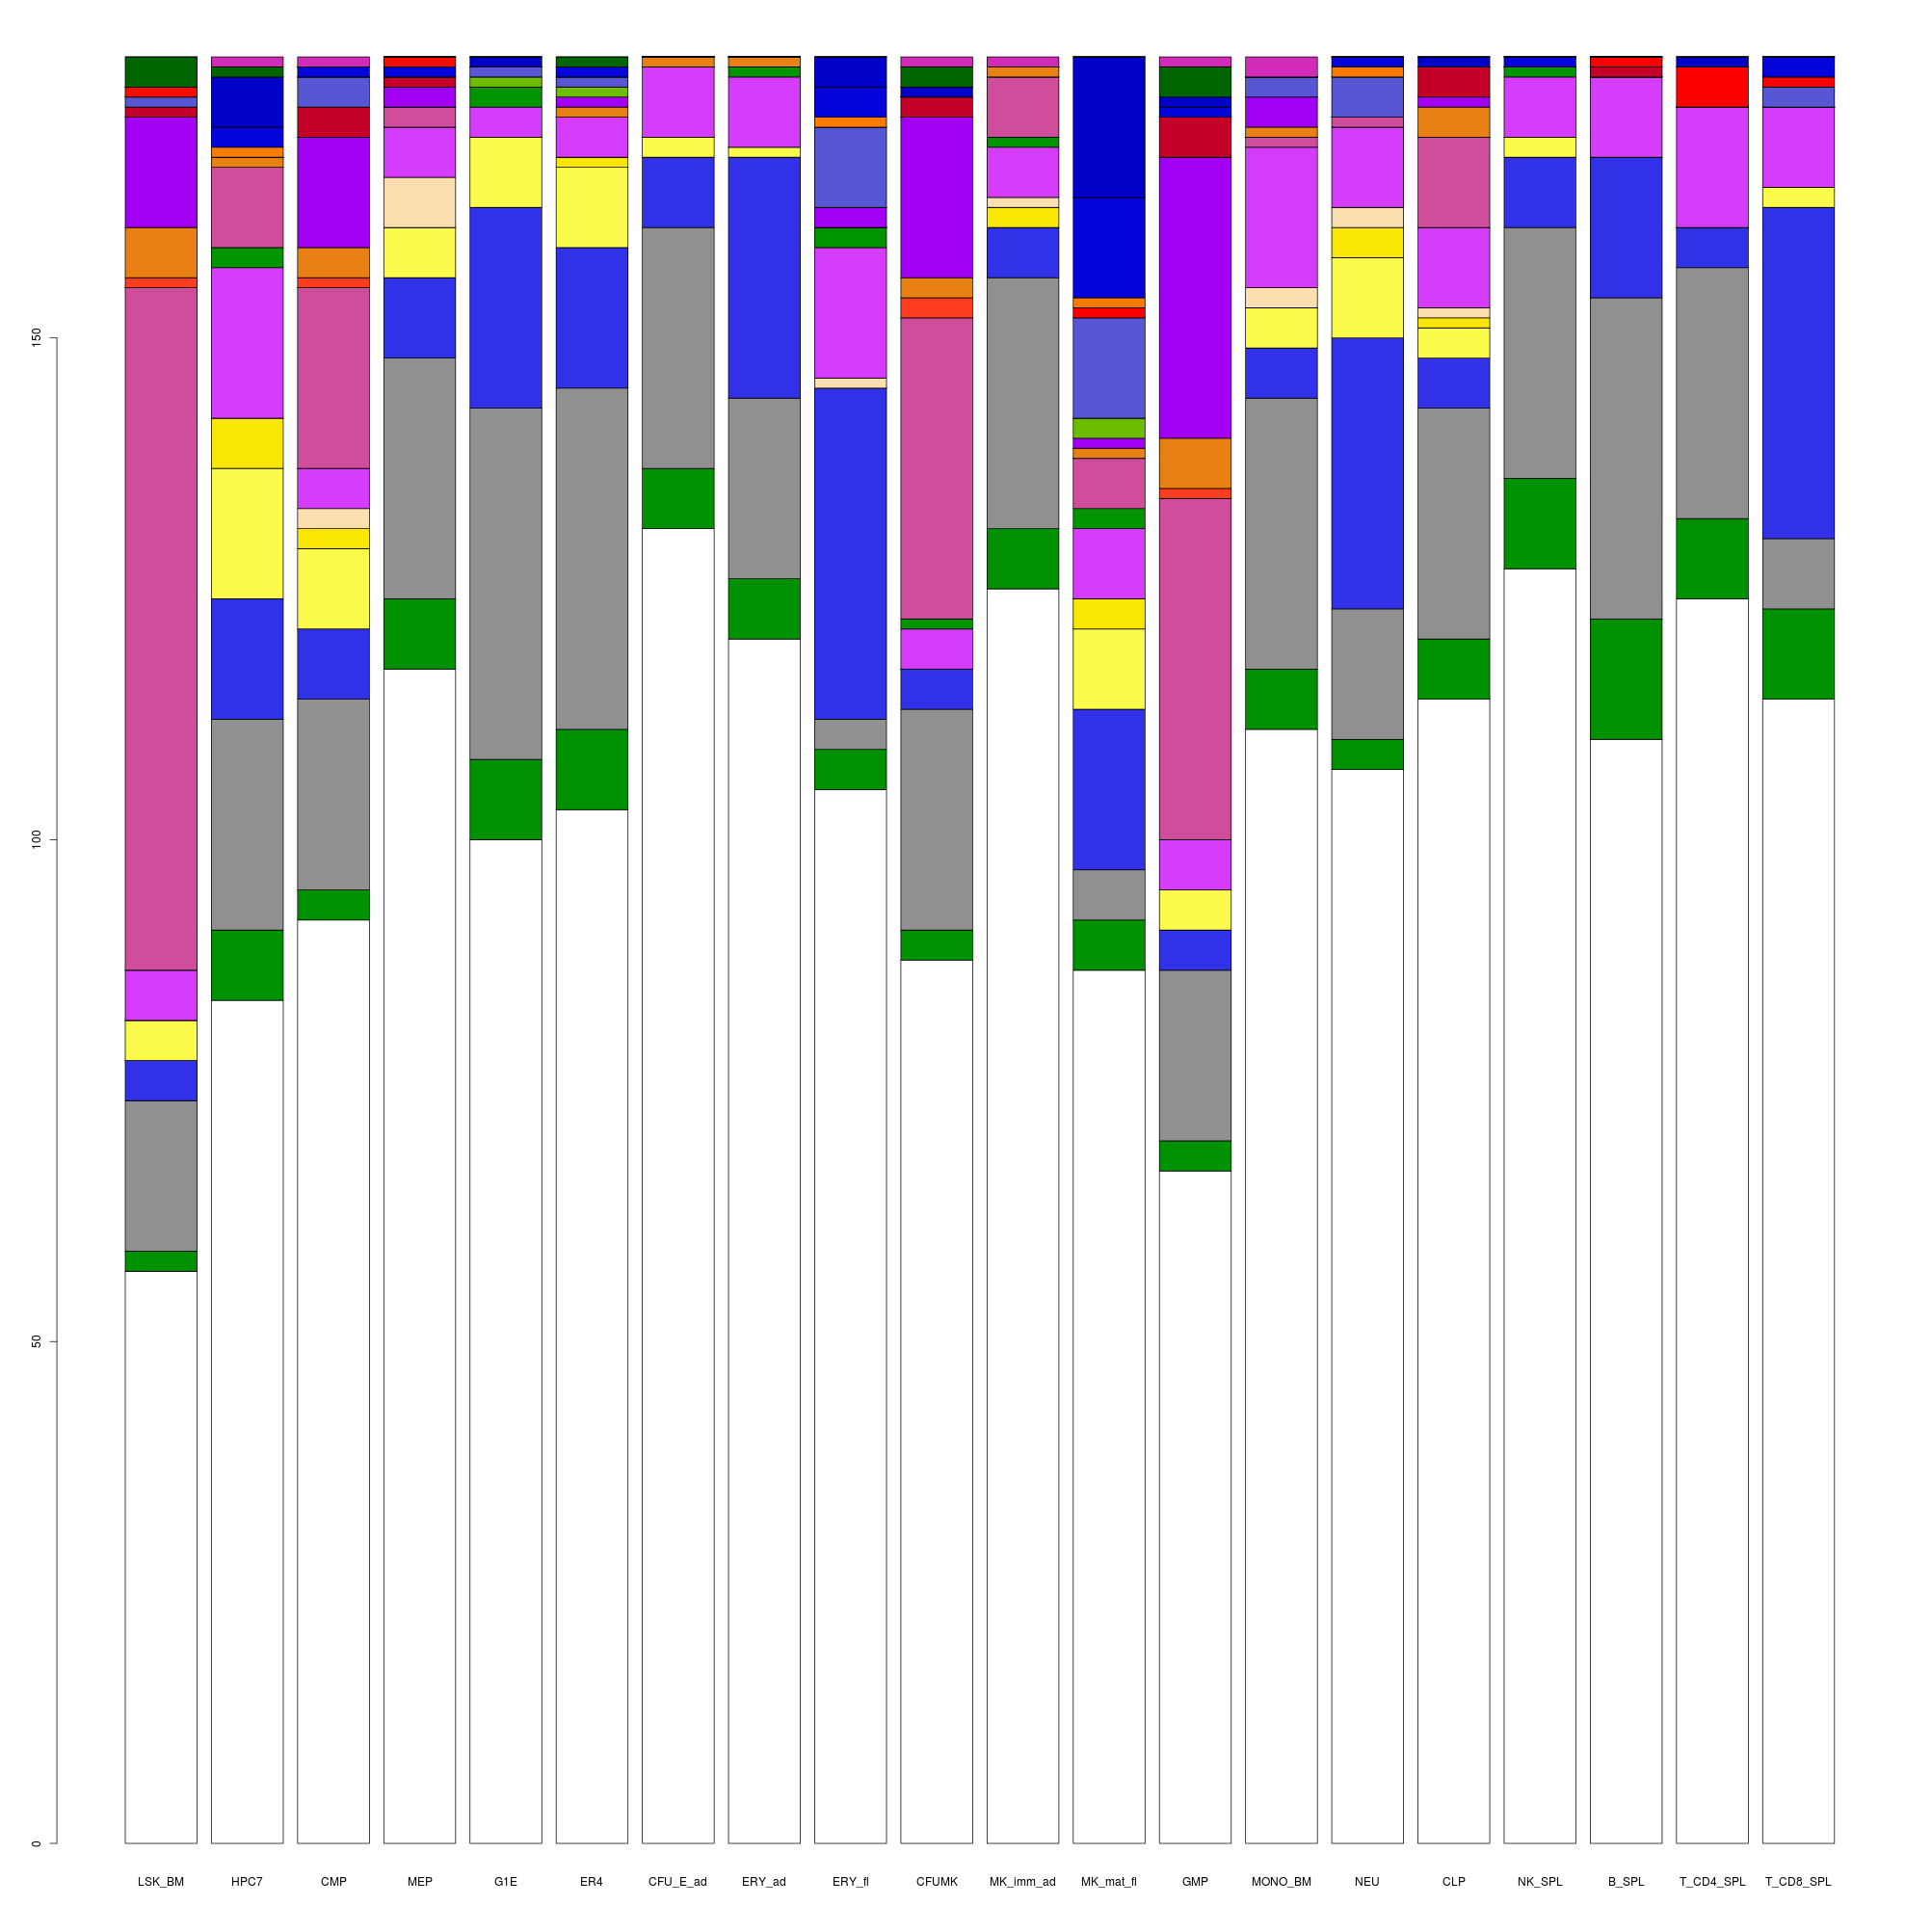 150
100
50
0
LSK_BM HPC7 CMP MEP G1E ER4 CFU_E_ad ERY_ad ERY_fl CFUMK MK_imm_ad MK_mat_fl GMP MONO_BM NEU CLP NK_SPL B_SPL T_CD4_SPL T_CD8_SPL